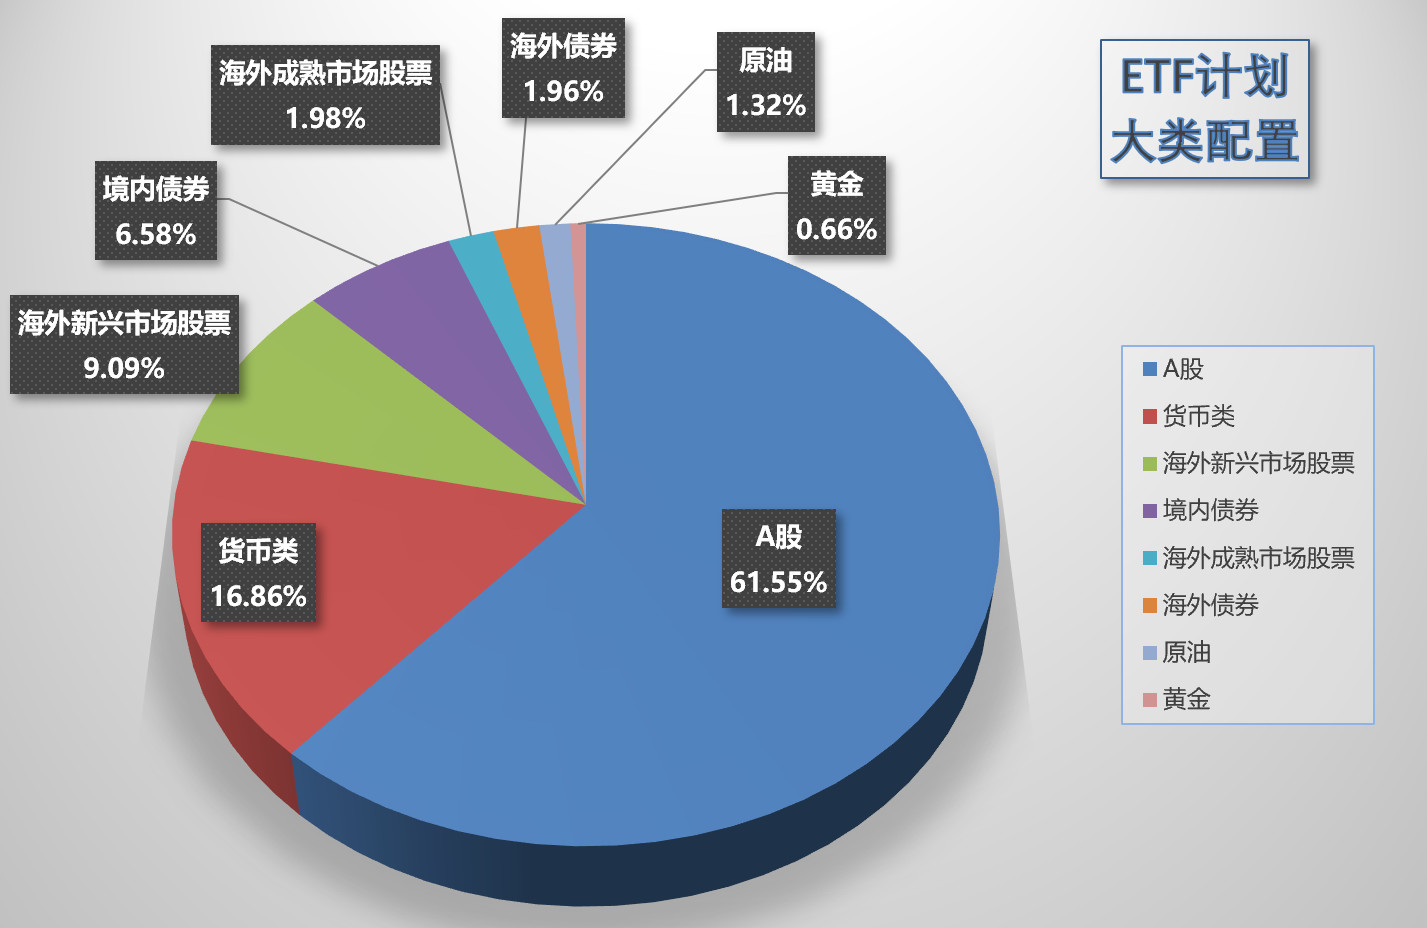 ETF计划
大类配置
海外债券
1.96%
原油
1.32%
海外成熟市场股票
1.98%
境内债券
6.58%
黄金
0.66%
海外新兴市场股票
9.09%
货币类
16.86%
A股
61.55%
A股
货币类
海外新兴市场股票
境内债券
海外成熟市场股票
海外债券
原油
黄金